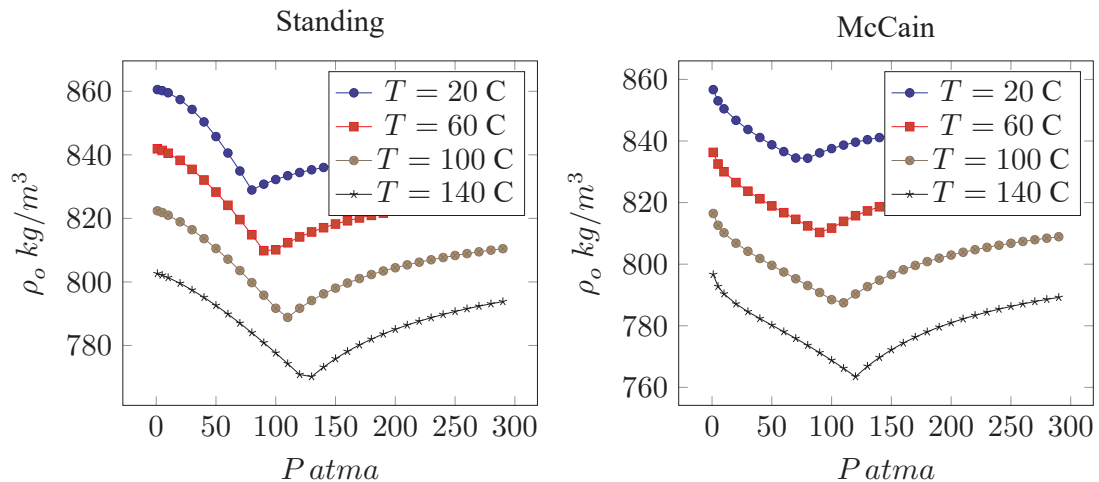 Standing
860
840
820
800
780
ρₒ kg/m³
0 50 100 150 200 250 300
P atma
T = 20 C
T = 60 C
T = 100 C
T = 140 C
McCain
860
840
820
800
780
760
ρₒ kg/m³
0 50 100 150 200 250 300
P atma
T = 20 C
T = 60 C
T = 100 C
T = 140 C